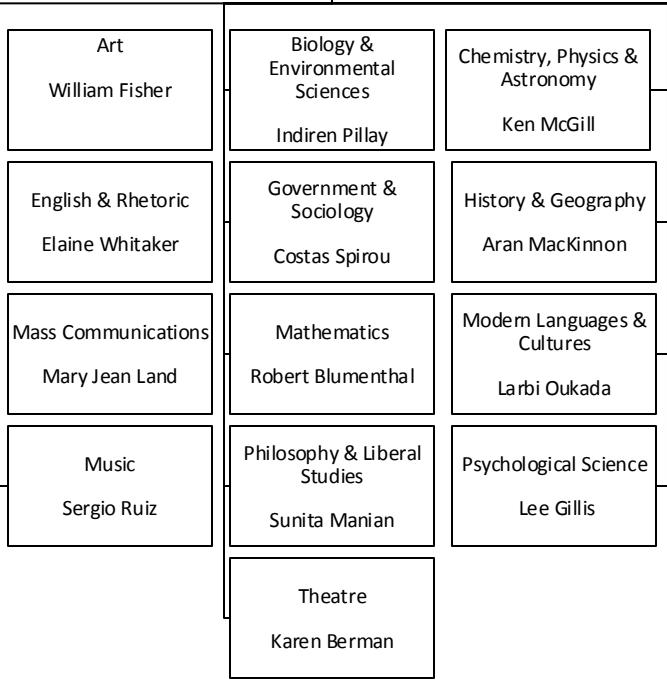 Art
William Fisher
Biology &
Environmental
Sciences
Indiren Pillay
Chemistry, Physics &
Astronomy
Ken McGill
English & Rhetoric
Elaine Whitaker
Government &
Sociology
Costas Spirou
History & Geography
Aran MacKinnon
Mass Communications
Mary Jean Land
Mathematics
Robert Blumenthal
Modern Languages &
Cultures
Larbi Oukada
Music
Sergio Ruiz
Philosophy & Liberal
Studies
Sunita Manian
Psychological Science
Lee Gillis
Theatre
Karen Berman